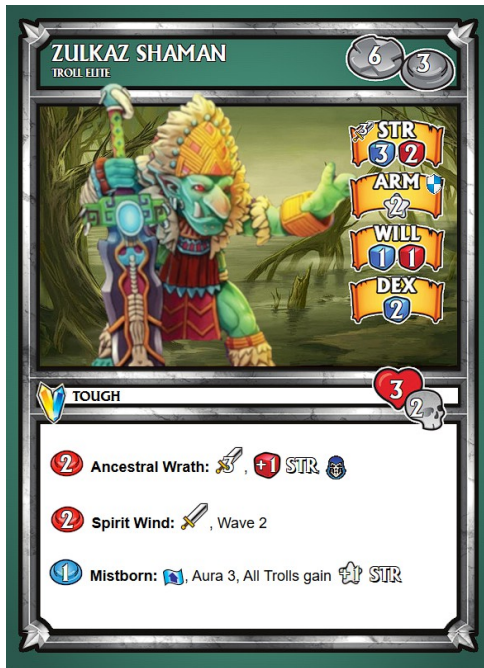 ZULKAZ SHAMAN
TROLL ELITE
6 3
3 STR
3 2
ARM
2
WILL
1 1
DEX
2
3
2
TOUGH
2 Ancestral Wrath: 3, +1 STR
2 Spirit Wind: , Wave 2
1 Mistborn: , Aura 3, All Trolls gain +1 STR